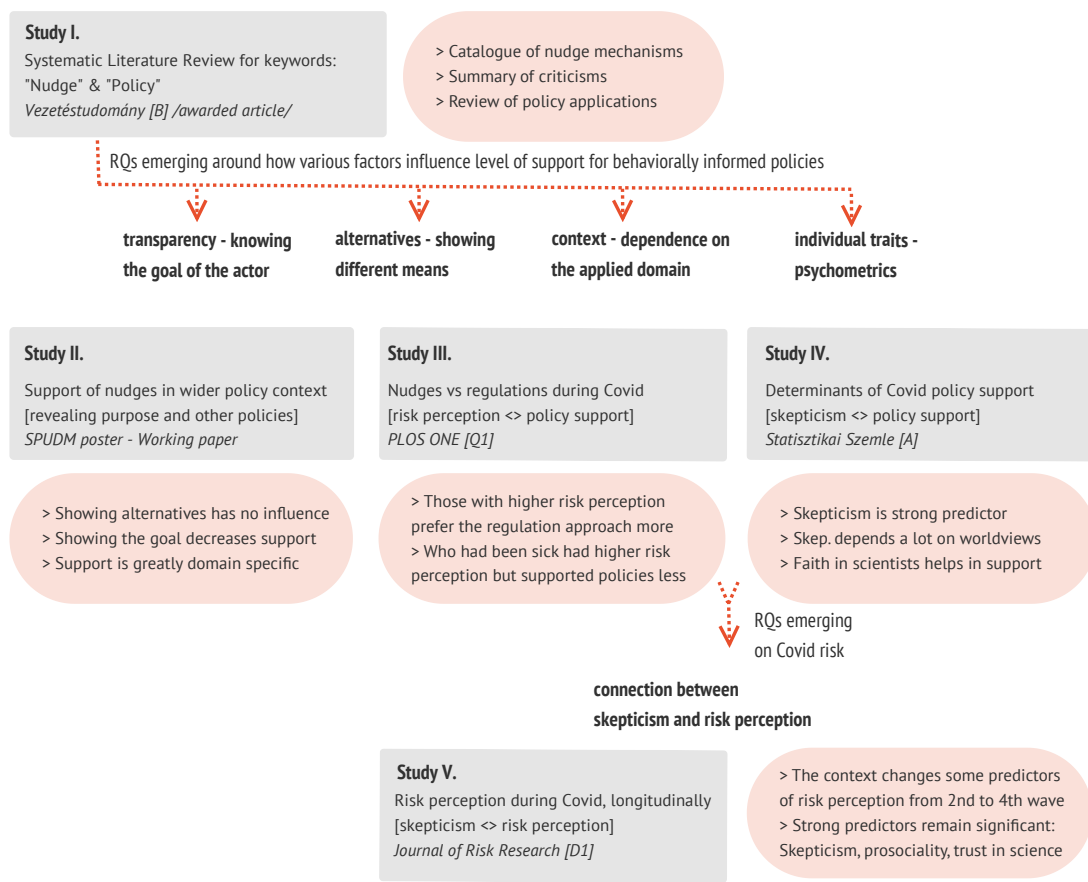 Study I.
Systematic Literature Review for keywords:
"Nudge" & "Policy"
Vezetéstudomány [B] /awarded article/
> Catalogue of nudge mechanisms
> Summary of criticisms
> Review of policy applications
RQs emerging around how various factors influence level of support for behaviorally informed policies
transparency - knowing
the goal of the actor
alternatives - showing
different means
context - dependence on
the applied domain
individual traits -
psychometrics
Study II.
Support of nudges in wider policy context
[revealing purpose and other policies]
SPUDM poster - Working paper
Study III.
Nudges vs regulations during Covid
[risk perception <> policy support]
PLOS ONE [Q1]
Study IV.
Determinants of Covid policy support
[skepticism <> policy support]
Statisztikai Szemle [A]
> Showing alternatives has no influence
> Showing the goal decreases support
> Support is greatly domain specific
> Those with higher risk perception
prefer the regulation approach more
> Who had been sick had higher risk
perception but supported policies less
> Skepticism is strong predictor
> Skep. depends a lot on worldviews
> Faith in scientists helps in support
RQs emerging
on Covid risk
connection between
skepticism and risk perception
Study V.
Risk perception during Covid, longitudinally
[skepticism <> risk perception]
Journal of Risk Research [D1]
> The context changes some predictors
of risk perception from 2nd to 4th wave
> Strong predictors remain significant:
Skepticism, prosociality, trust in science